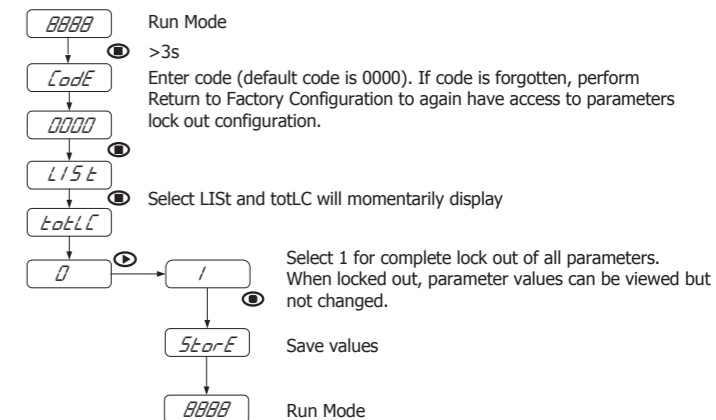 8888 Run Mode
>3s
CodE Enter code (default code is 0000). If code is forgotten, perform
Return to Factory Configuration to again have access to parameters
0000 lock out configuration.
LISt
Select LISt and totLC will momentarily display
totLC
0 1 Select 1 for complete lock out of all parameters.
When locked out, parameter values can be viewed but
not changed.
StorE Save values
8888 Run Mode